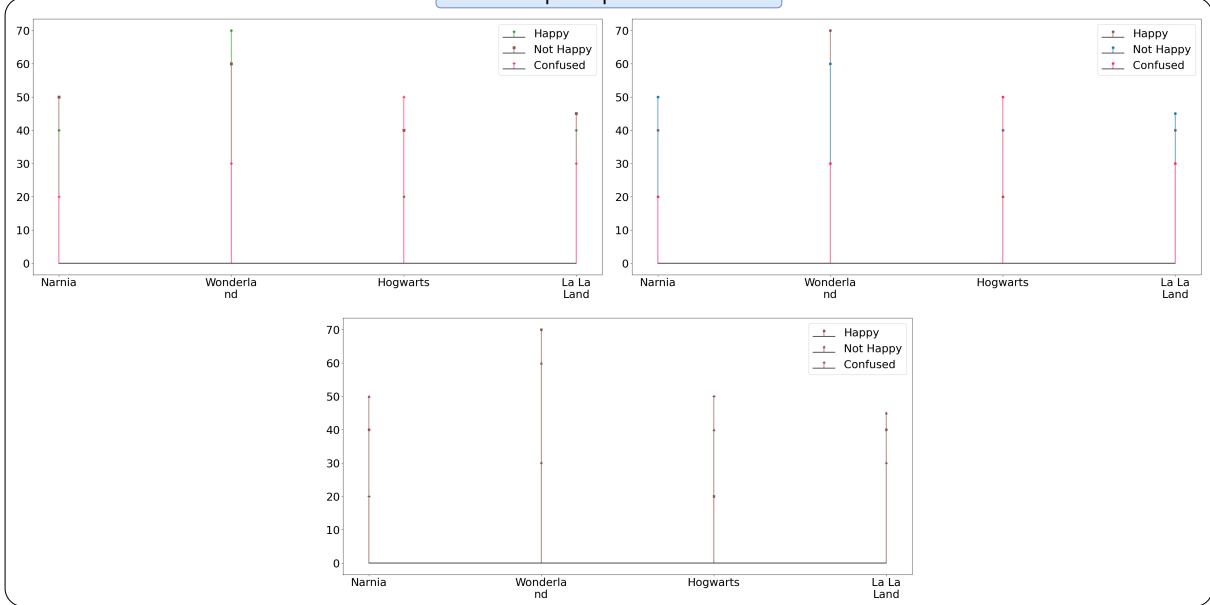 70
60
50
40
30
20
10
0
Happy
Not Happy
Confused
Narnia
Wonderla
nd
Hogwarts
La La
Land
70
60
50
40
30
20
10
0
Happy
Not Happy
Confused
Narnia
Wonderla
nd
Hogwarts
La La
Land
70
60
50
40
30
20
10
0
Happy
Not Happy
Confused
Narnia
Wonderla
nd
Hogwarts
La La
Land